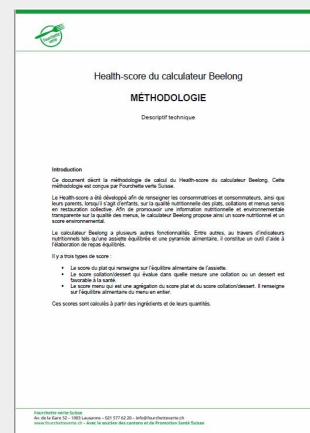 fourchette
verte
Health-score du calculateur Beelong
MÉTHODOLOGIE
Descriptif technique
Introduction
Ce document décrit la méthodologie de calcul du Health-score du calculateur Beelong. Cette
méthodologie est conçue par Fourchette verte Suisse.
Le Health-score a été développé afin de renseigner les consommatrices et consommateurs, ainsi que
leurs parents, lorsqu'il s'agit d'enfants, sur la qualité nutritionnelle des plats, collations et menus servis
en restauration collective. Afin de promouvoir une information nutritionnelle et environnementale
transparente sur la qualité des menus, le calculateur Beelong propose ainsi un score nutritionnel et un
score environnemental.
Le calculateur Beelong a plusieurs autres fonctionnalités. Entre autres, au travers d'indicateurs
nutritionnels tels qu'une assiette équilibrée et une pyramide alimentaire, il constitue un outil d'aide à
l'élaboration de repas équilibrés.
Il y a trois types de score :
• Le score du plat qui renseigne sur l'équilibre alimentaire de l'assiette.
• Le score collation/dessert qui évalue dans quelle mesure une collation ou un dessert est
favorable à la santé.
• Le score menu qui est une agrégation du score plat et du score collation/dessert. Il renseigne
sur l'équilibre alimentaire du menu en entier.
Ces scores sont calculés à partir des ingrédients et de leurs quantités.
Fourchette verte Suisse
Av. de la Gare 52 – 1003 Lausanne – 021 577 62 20 – info@fourchetteverte.ch
www.fourchetteverte.ch – Avec le soutien des cantons et de Promotion Santé Suisse